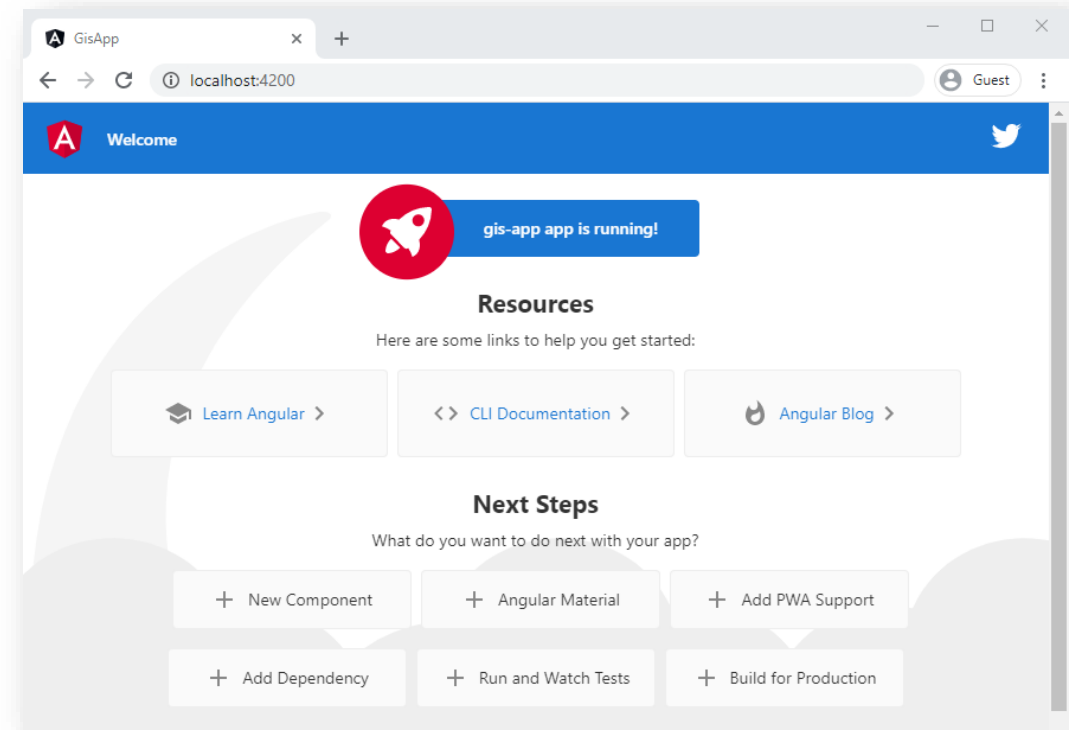 GisApp
localhost:4200
Guest
Welcome
gis-app app is running!
Resources
Here are some links to help you get started:
Learn Angular
CLI Documentation
Angular Blog
Next Steps
What do you want to do next with your app?
New Component
Angular Material
Add PWA Support
Add Dependency
Run and Watch Tests
Build for Production